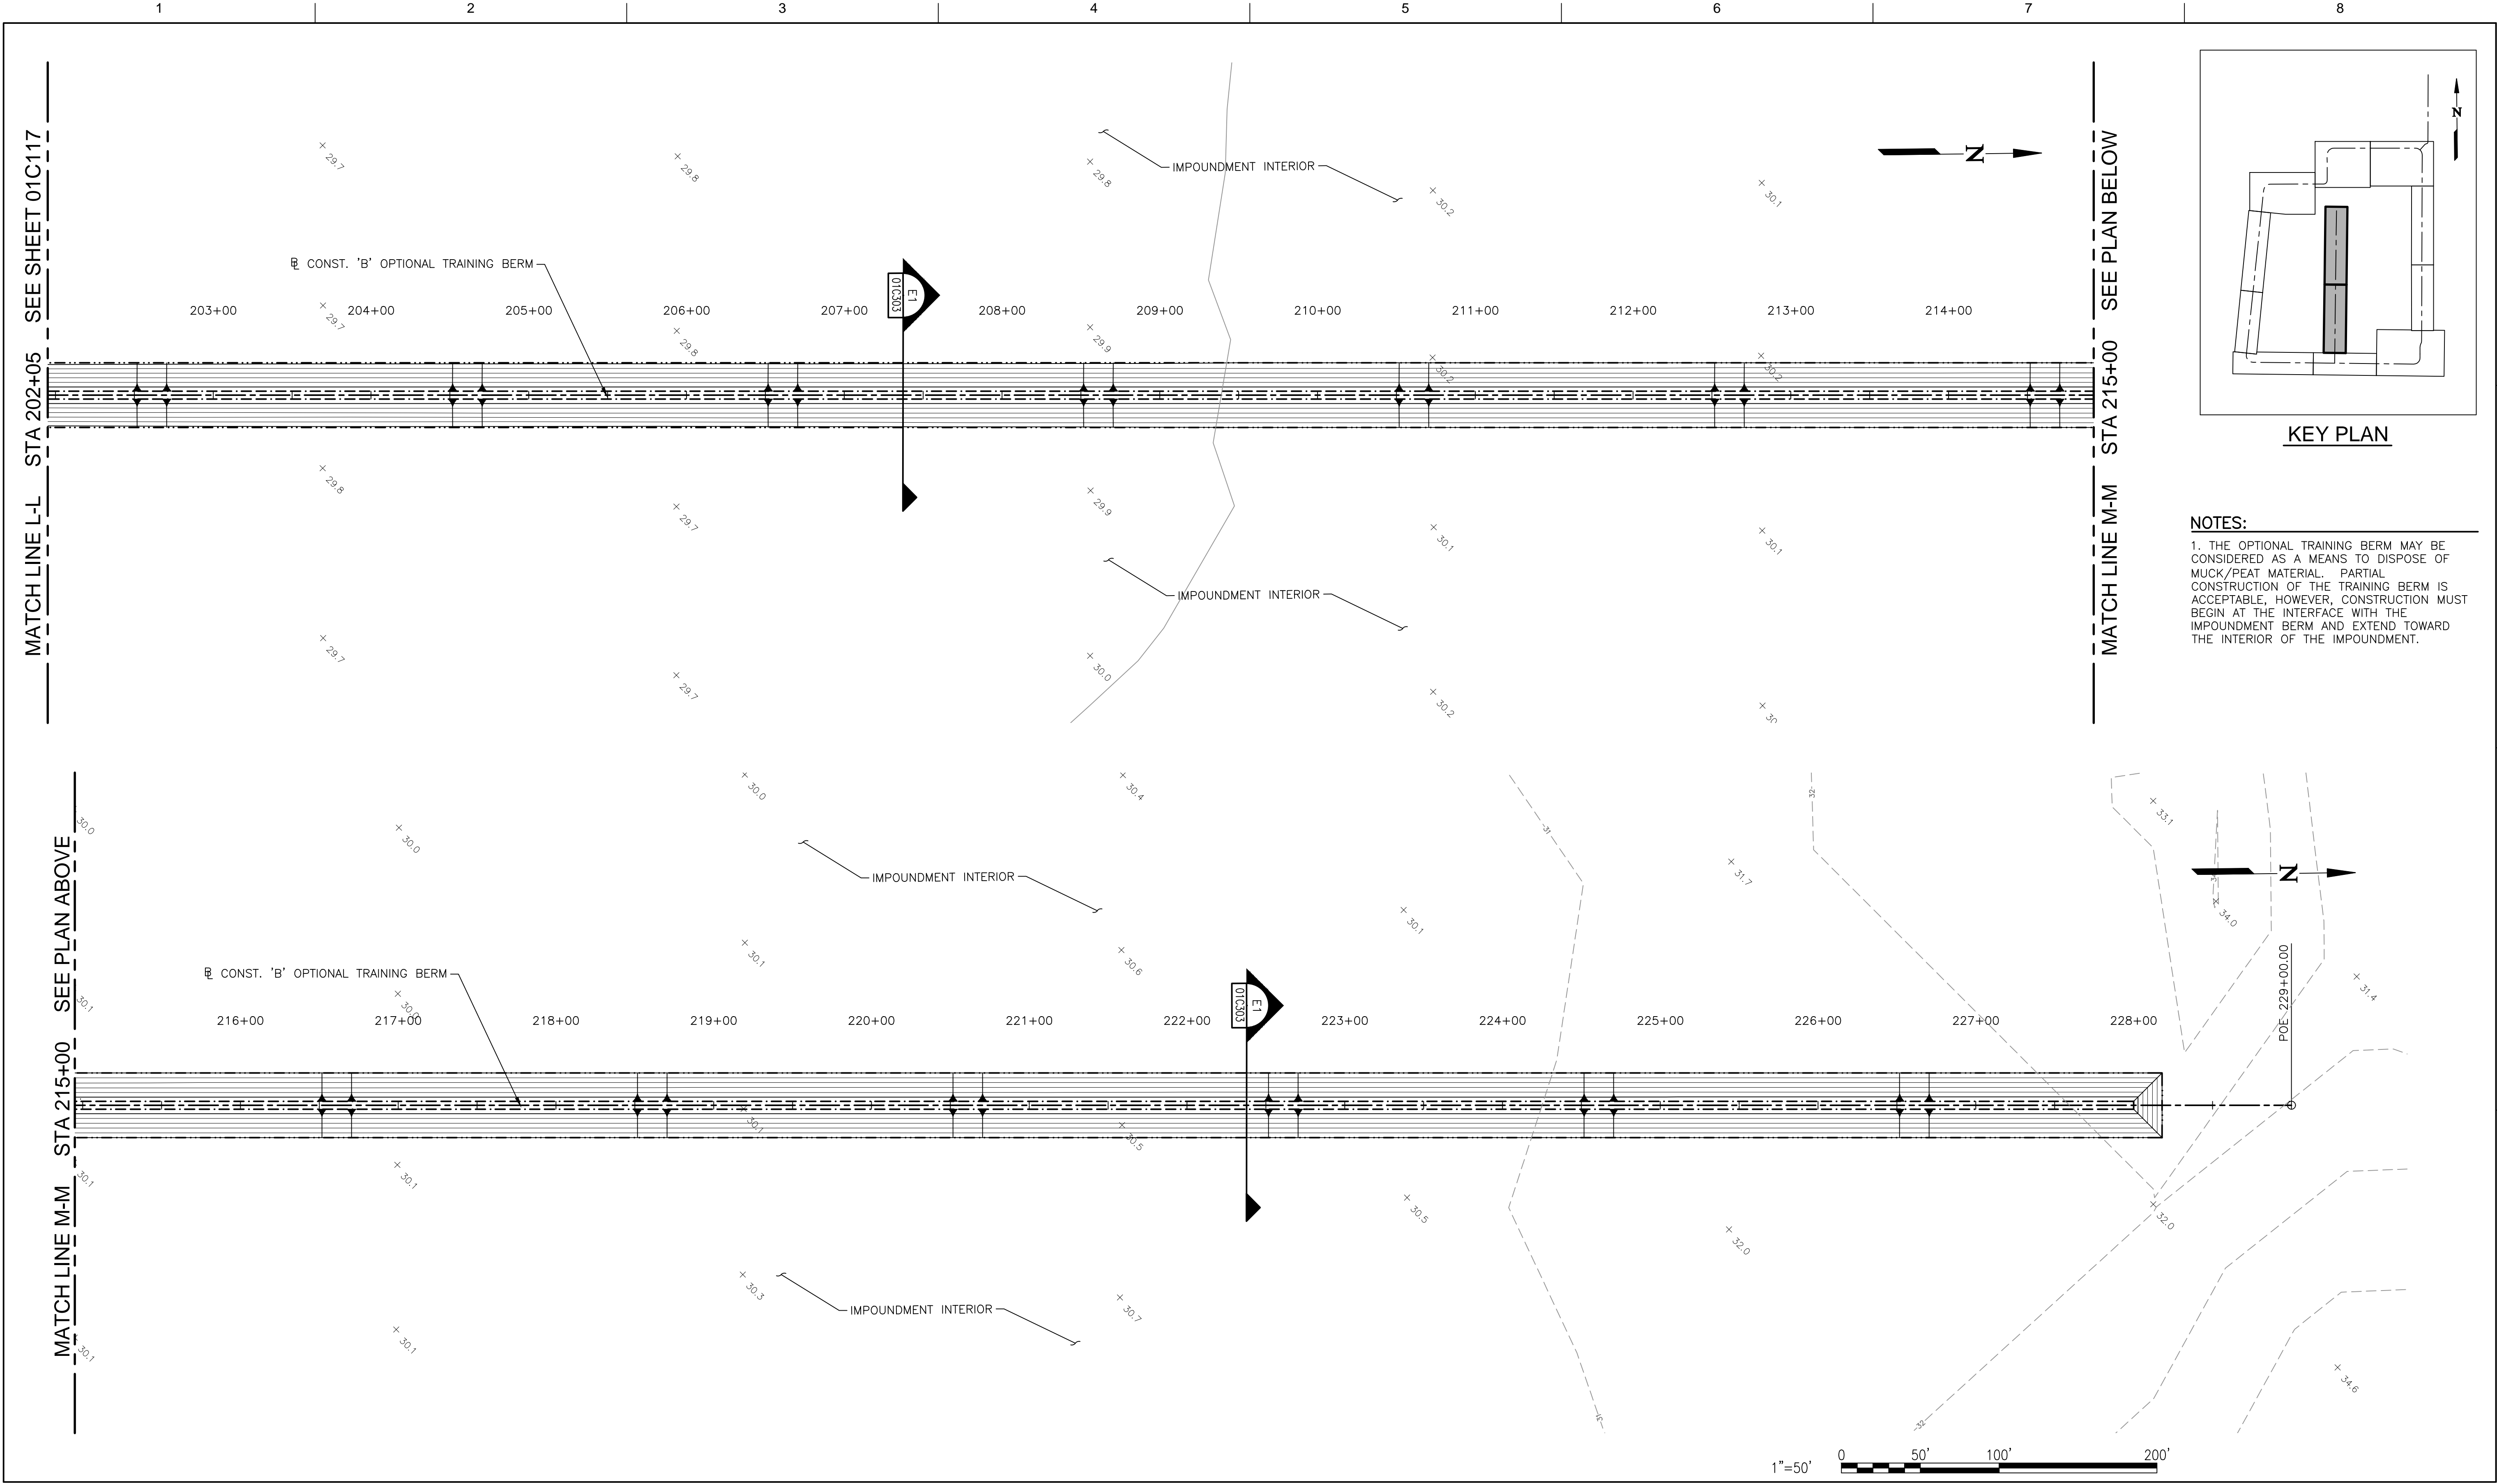 1 2 3 4 5 6 7 8
MATCH LINE L-L STA 202+05 SEE SHEET 01C117
29.7 29.8 29.8 30.2 30.1
IMPOUNDMENT INTERIOR
N
℄ CONST. 'B' OPTIONAL TRAINING BERM
E1
01C303
203+00 204+00 205+00 206+00 207+00 208+00 209+00 210+00 211+00 212+00 213+00 214+00
29.7 29.8 29.9 30.2 30.2
29.8 29.7 29.9 30.1 30.1
IMPOUNDMENT INTERIOR
29.7 29.7 30.0 30.2 30
MATCH LINE M-M STA 215+00 SEE PLAN BELOW
N
KEY PLAN
NOTES:
1. THE OPTIONAL TRAINING BERM MAY BE
CONSIDERED AS A MEANS TO DISPOSE OF
MUCK/PEAT MATERIAL. PARTIAL
CONSTRUCTION OF THE TRAINING BERM IS
ACCEPTABLE, HOWEVER, CONSTRUCTION MUST
BEGIN AT THE INTERFACE WITH THE
IMPOUNDMENT BERM AND EXTEND TOWARD
THE INTERIOR OF THE IMPOUNDMENT.
MATCH LINE M-M STA 215+00 SEE PLAN ABOVE
30.0 30.0 30.0 30.4 31 31.7 32 33.1
IMPOUNDMENT INTERIOR
N
34.0
℄ CONST. 'B' OPTIONAL TRAINING BERM
30.1 30.0 30.1 30.6 30.1 31.4
E1
01C303
POE 229+00.00
216+00 217+00 218+00 219+00 220+00 221+00 222+00 223+00 224+00 225+00 226+00 227+00 228+00
30.1 30.1 30.1 30.5 30.5 32.0 32.0
IMPOUNDMENT INTERIOR
30.1 30.1 30.3 30.7 31 32 34.6
1"=50'
0 50' 100' 200'